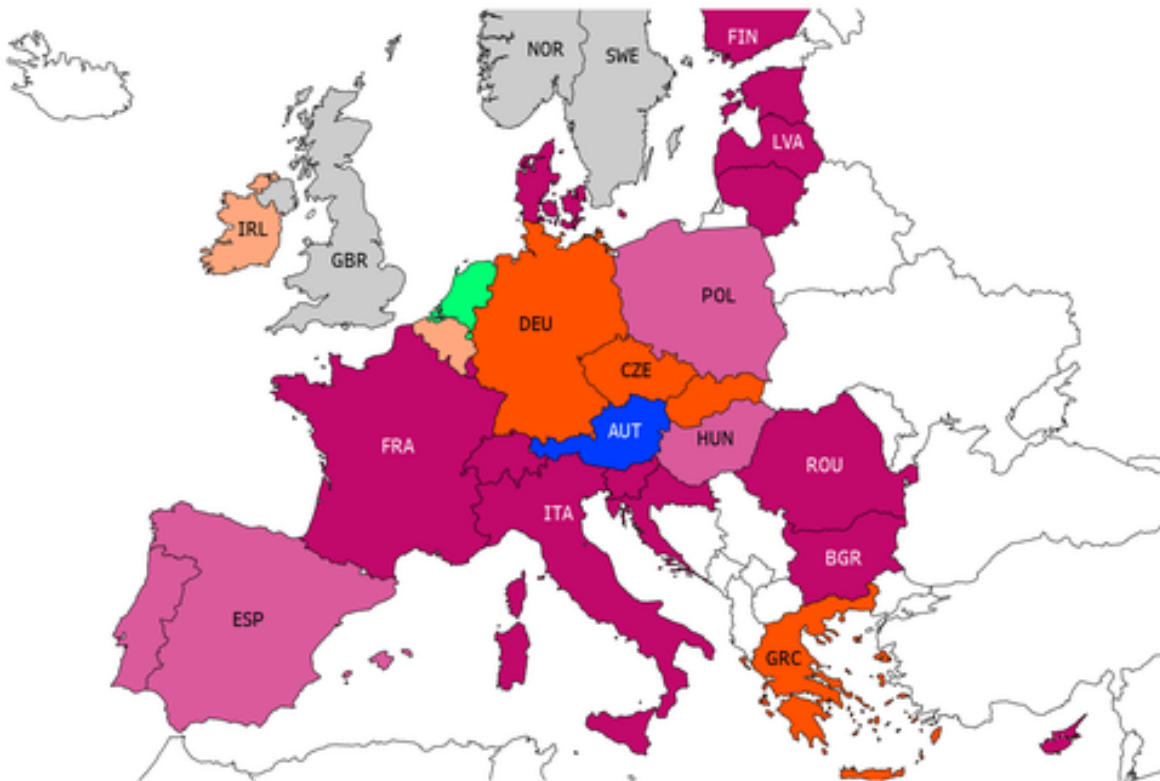 FIN
NOR
SWE
LVA
IRL
GBR
POL
DEU
CZE
AUT
HUN
FRA
ROU
ITA
BGR
ESP
GRC